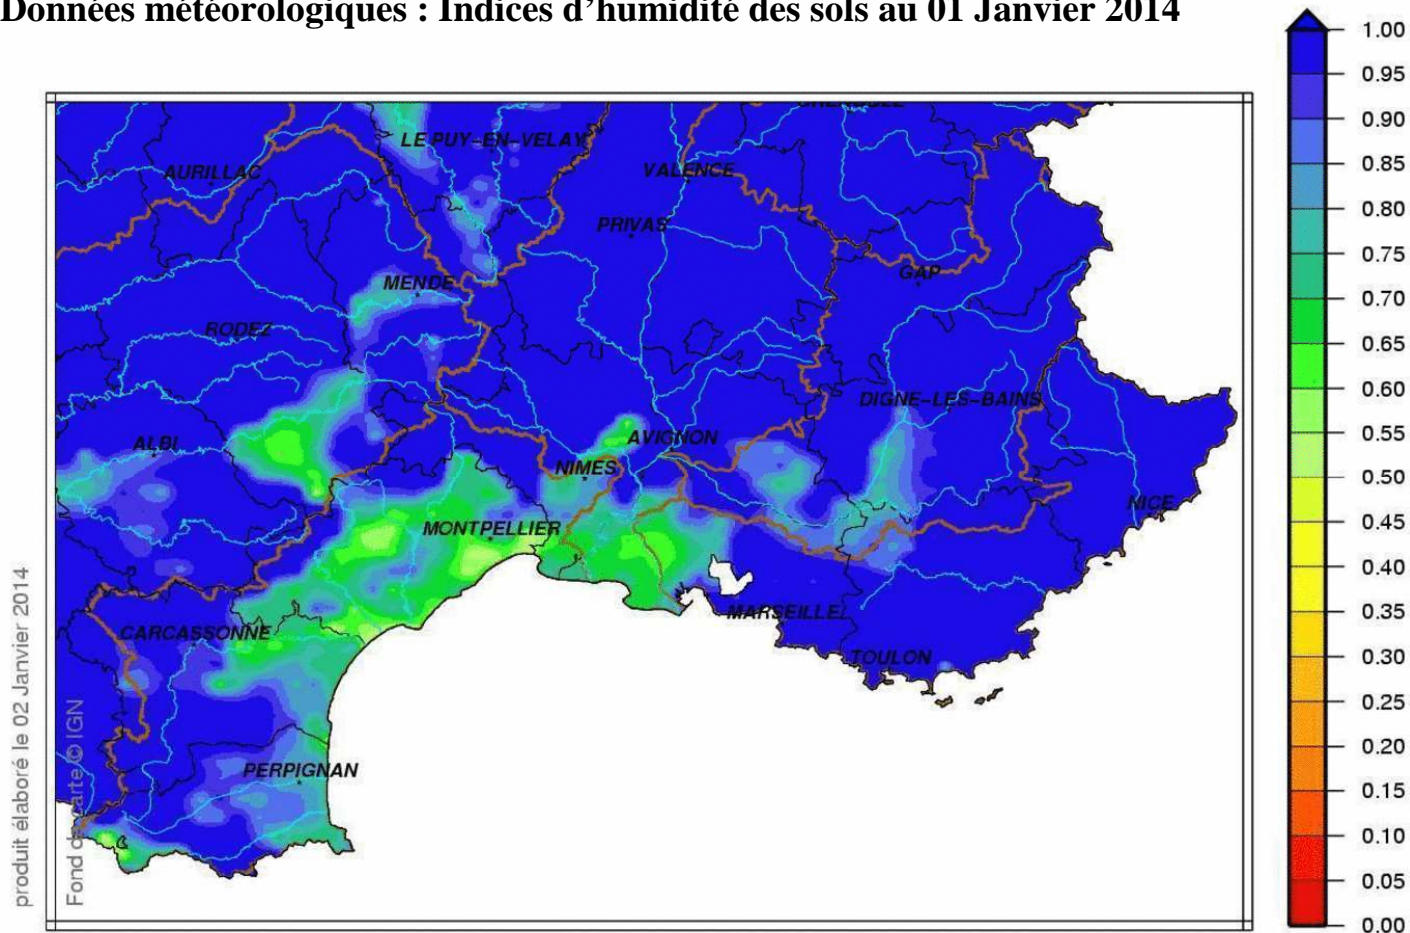 Données météorologiques : Indices d'humidité des sols au 01 Janvier 2014
LE PUY-EN-VELAY
AURILLAC
VALENCE
PRIVAS
GAP
MENDE
RODEZ
DIGNE-LES-BAINS
ALBI
AVIGNON
NIMES
NICE
MONTPELLIER
MARSEILLE
CARCASSONNE
TOULON
PERPIGNAN
produit élaboré le 02 Janvier 2014
Fond de carte © IGN
1.00
0.95
0.90
0.85
0.80
0.75
0.70
0.65
0.60
0.55
0.50
0.45
0.40
0.35
0.30
0.25
0.20
0.15
0.10
0.05
0.00